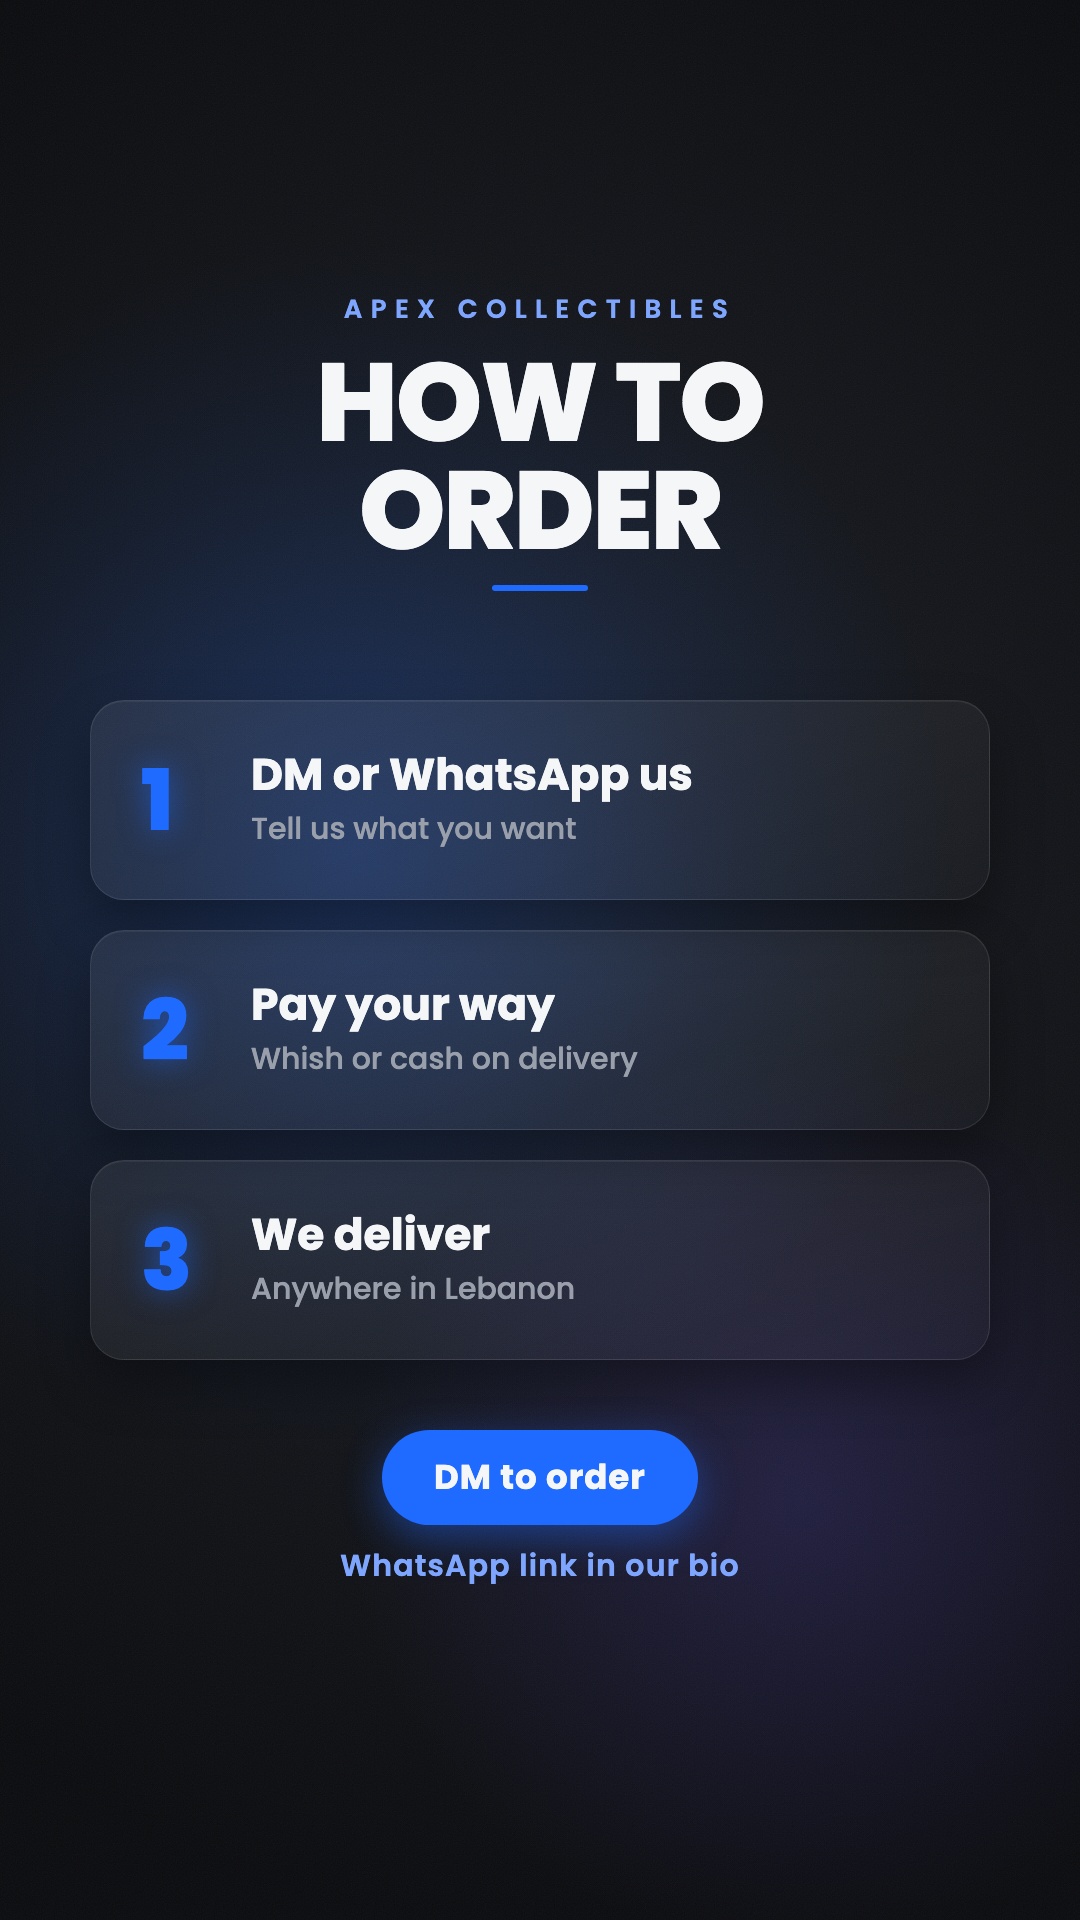 APEX COLLECTIBLES
HOW TO
ORDER
1
DM or WhatsApp us
Tell us what you want
2
Pay your way
Whish or cash on delivery
3
We deliver
Anywhere in Lebanon
DM to order
WhatsApp link in our bio